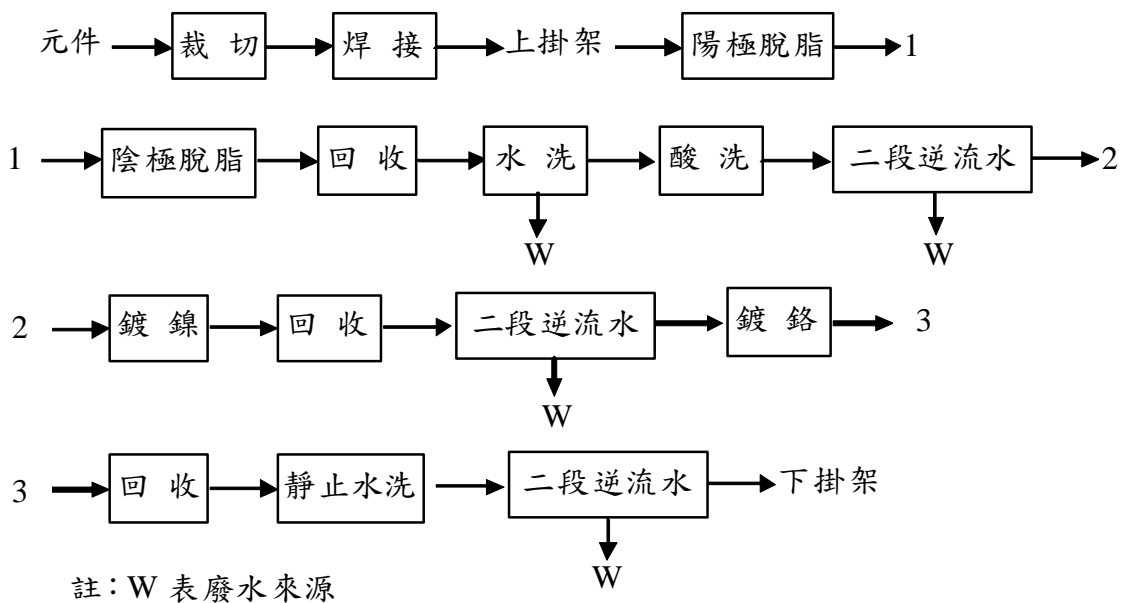 元件 裁切 焊接 上掛架 陽極脫脂 1
1 陰極脫脂 回收 水洗 酸洗 二段逆流水 2
W W
2 鍍鎳 回收 二段逆流水 鍍鉻 3
W
3 回收 靜止水洗 二段逆流水 下掛架
W
註：W 表廢水來源